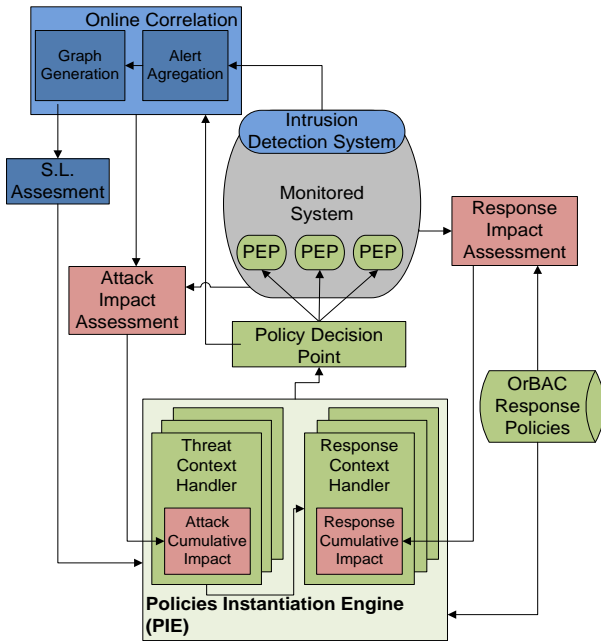 Online Correlation
Graph
Generation
Alert
Agregation
Intrusion
Detection System
S.L.
Assesment
Monitored
System
Response
Impact
Assessment
PEP
PEP
PEP
Attack
Impact
Assessment
Policy Decision
Point
OrBAC
Response
Policies
Threat
Context
Handler
Response
Context
Handler
Attack
Cumulative
Impact
Response
Cumulative
Impact
Policies Instantiation Engine
(PIE)